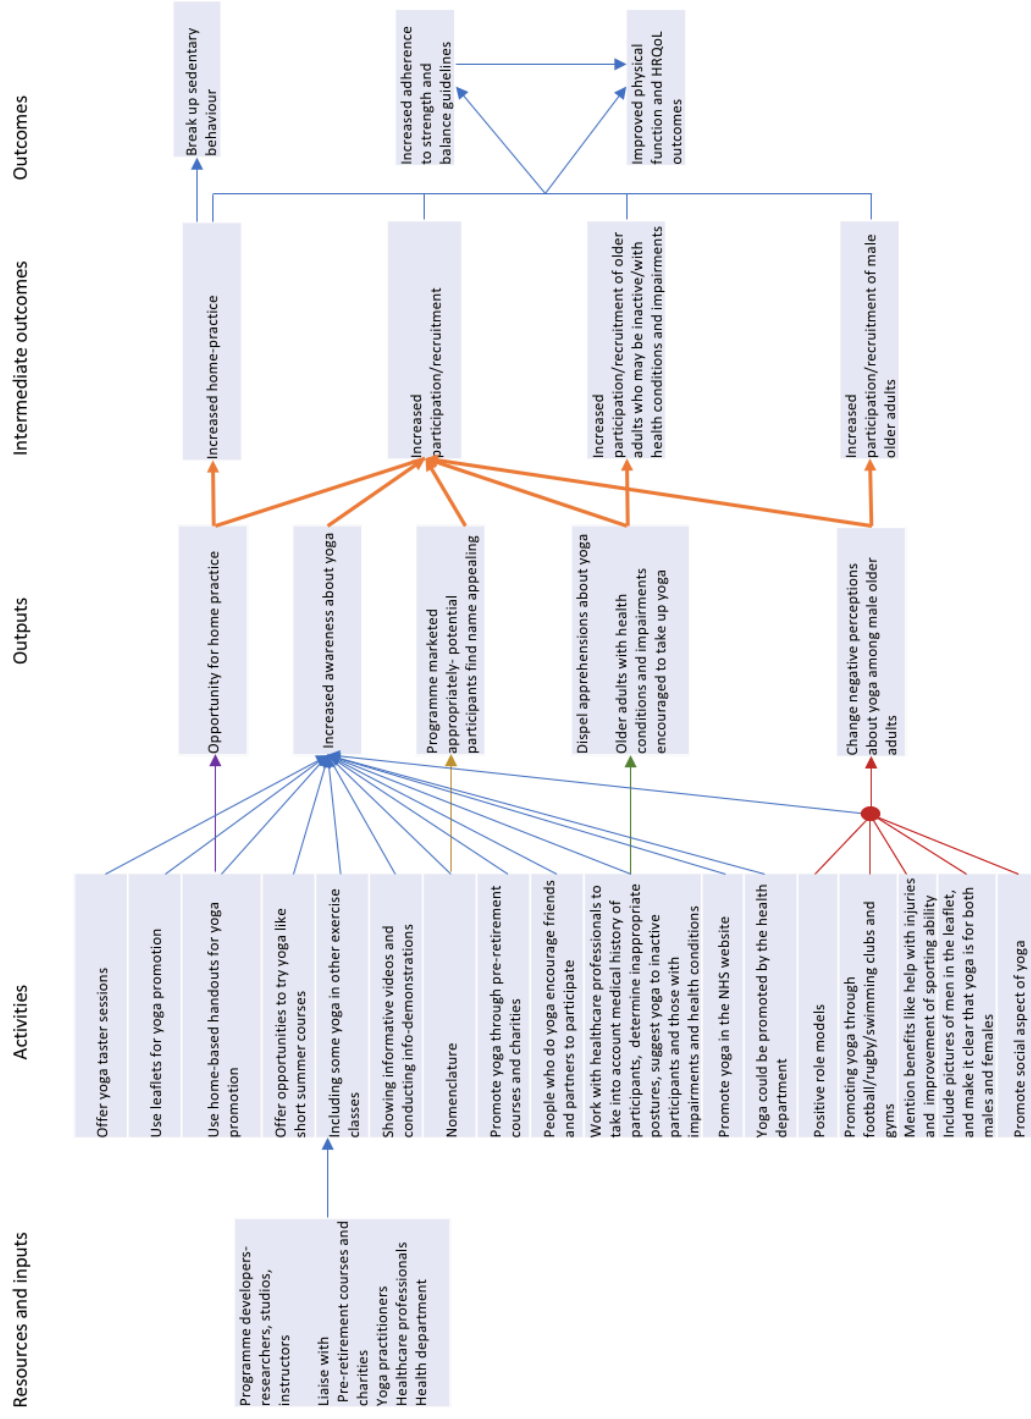 Resources and inputs
Activities
Outputs
Intermediate outcomes
Outcomes
Programme developers-
researchers, studios,
instructors
Liaise with
Pre-retirement courses and
charities
Yoga practitioners
Healthcare professionals
Health department
Offer yoga taster sessions
Use leaflets for yoga promotion
Use home-based handouts for yoga
promotion
Offer opportunities to try yoga like
short summer courses
Including some yoga in other exercise
classes
Showing informative videos and
conducting info-demonstrations
Nomenclature
Promote yoga through pre-retirement
courses and charities
People who do yoga encourage friends
and partners to participate
Work with healthcare professionals to
take into account medical history of
participants, determine inappropriate
postures, suggest yoga to inactive
participants and those with
impairments and health conditions
Promote yoga in the NHS website
Yoga could be promoted by the health
department
Positive role models
Promoting yoga through
football/rugby/swimming clubs and
gyms
Mention benefits like help with injuries
and improvement of sporting ability
Include pictures of men in the leaflet,
and make it clear that yoga is for both
males and females
Promote social aspect of yoga
Opportunity for home practice
Increased awareness about yoga
Programme marketed
appropriately- potential
participants find name appealing
Dispel apprehensions about yoga
Older adults with health
conditions and impairments
encouraged to take up yoga
Change negative perceptions
about yoga among male older
adults
Increased home-practice
Increased
participation/recruitment
Increased
participation/recruitment of older
adults who may be inactive/with
health conditions and impairments
Increased
participation/recruitment of male
older adults
Break up sedentary
behaviour
Increased adherence
to strength and
balance guidelines
Improved physical
function and HRQoL
outcomes